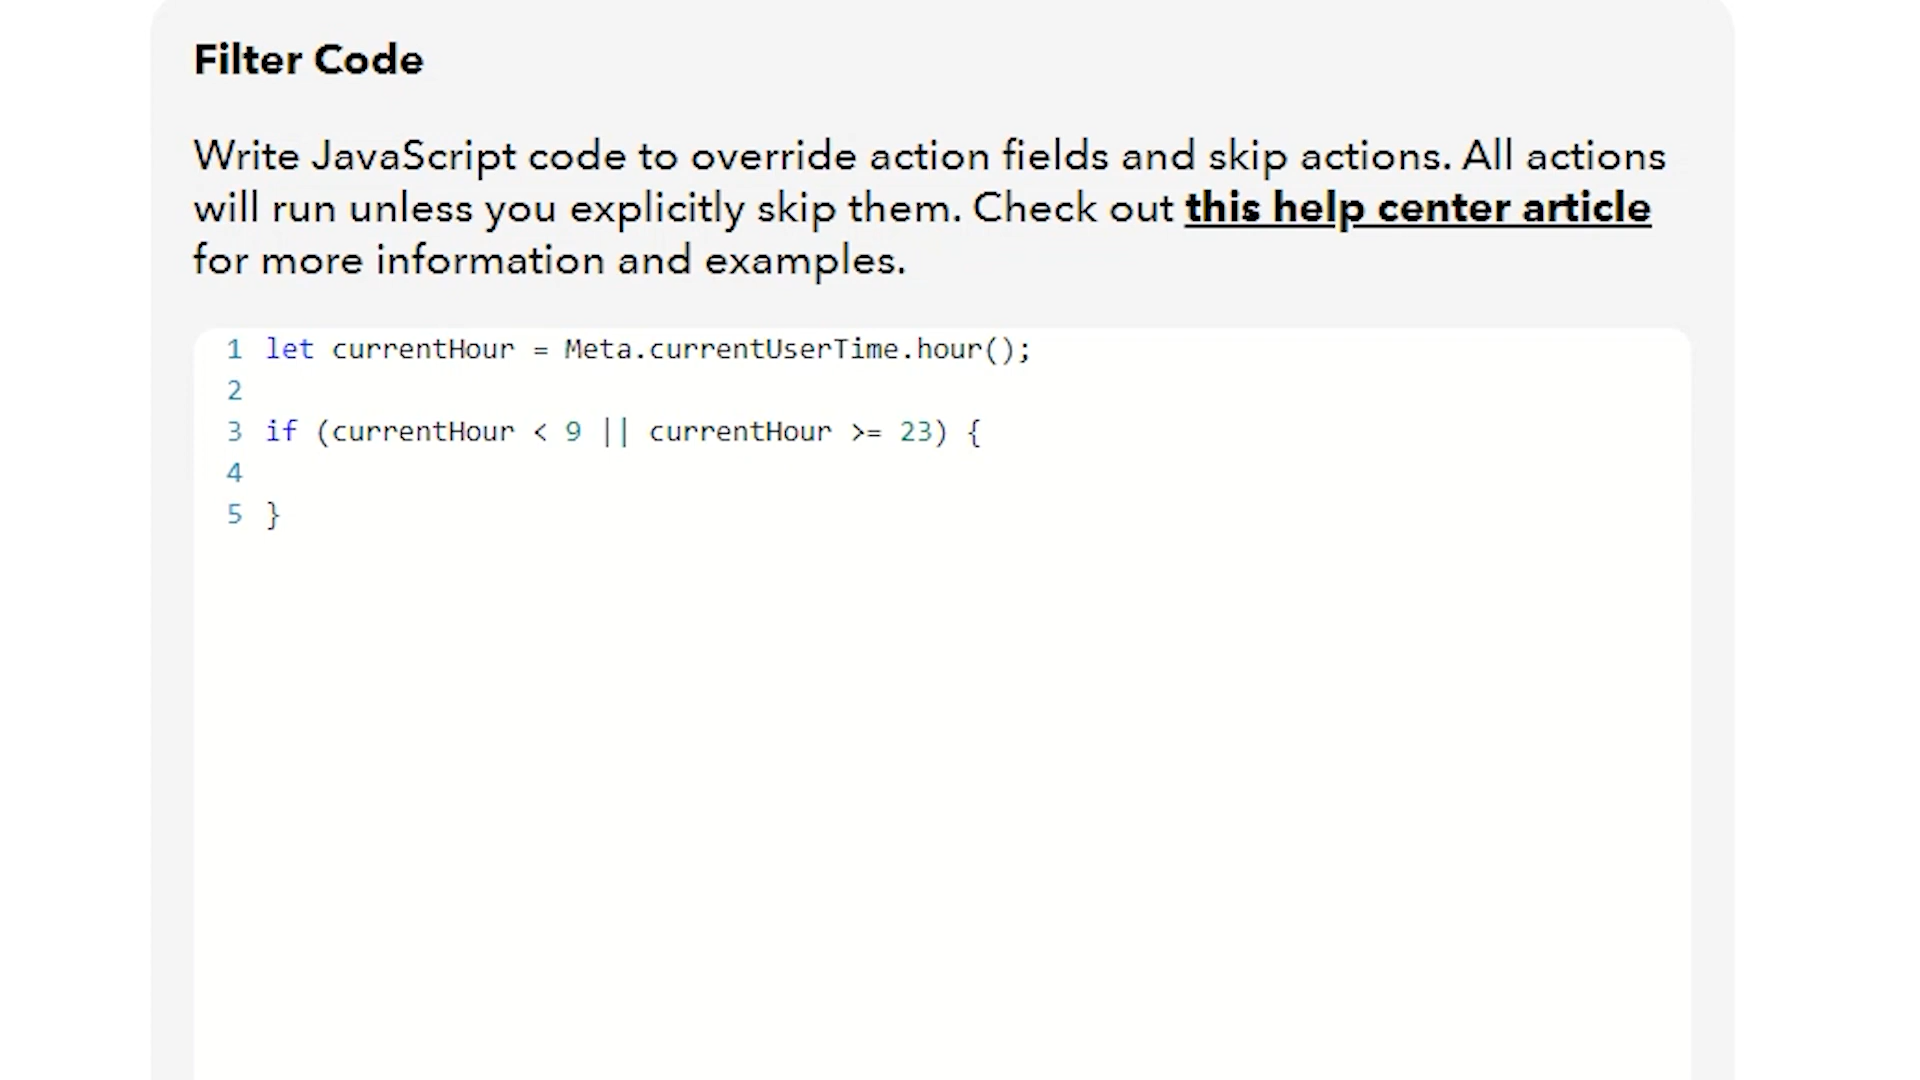 Filter Code
Write JavaScript code to override action fields and skip actions. All actions
will run unless you explicitly skip them. Check out this help center article
for more information and examples.
1 let currentHour = Meta.currentUserTime.hour();
2
3 if (currentHour < 9 || currentHour >= 23) {
4
5 }